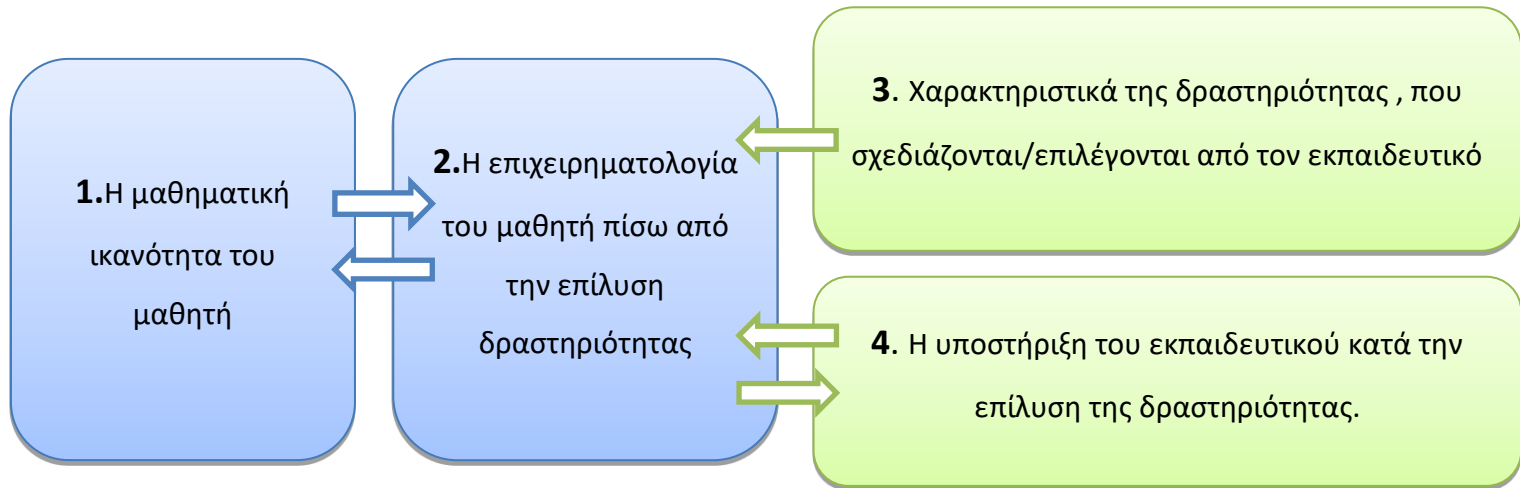 1.Η μαθηματική
ικανότητα του
μαθητή
2.Η επιχειρηματολογία
του μαθητή πίσω από
την επίλυση
δραστηριότητας
3. Χαρακτηριστικά της δραστηριότητας , που
σχεδιάζονται/επιλέγονται από τον εκπαιδευτικό
4. Η υποστήριξη του εκπαιδευτικού κατά την
επίλυση της δραστηριότητας.